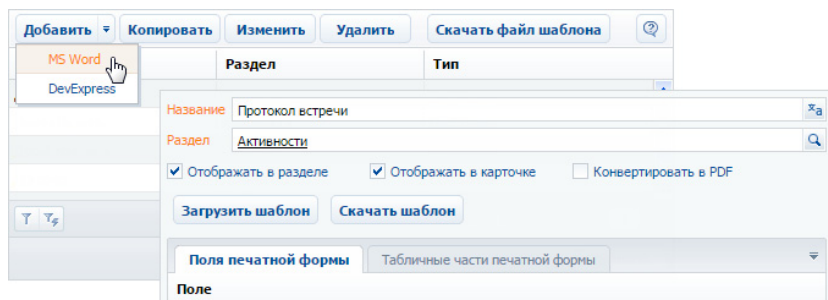 Добавить Копировать Изменить Удалить Скачать файл шаблона
MS Word Раздел Тип
DevExpress
Название Протокол встречи
Раздел Активности
Отображать в разделе Отображать в карточке Конвертировать в PDF
Загрузить шаблон Скачать шаблон
Поля печатной формы Табличные части печатной формы
Поле